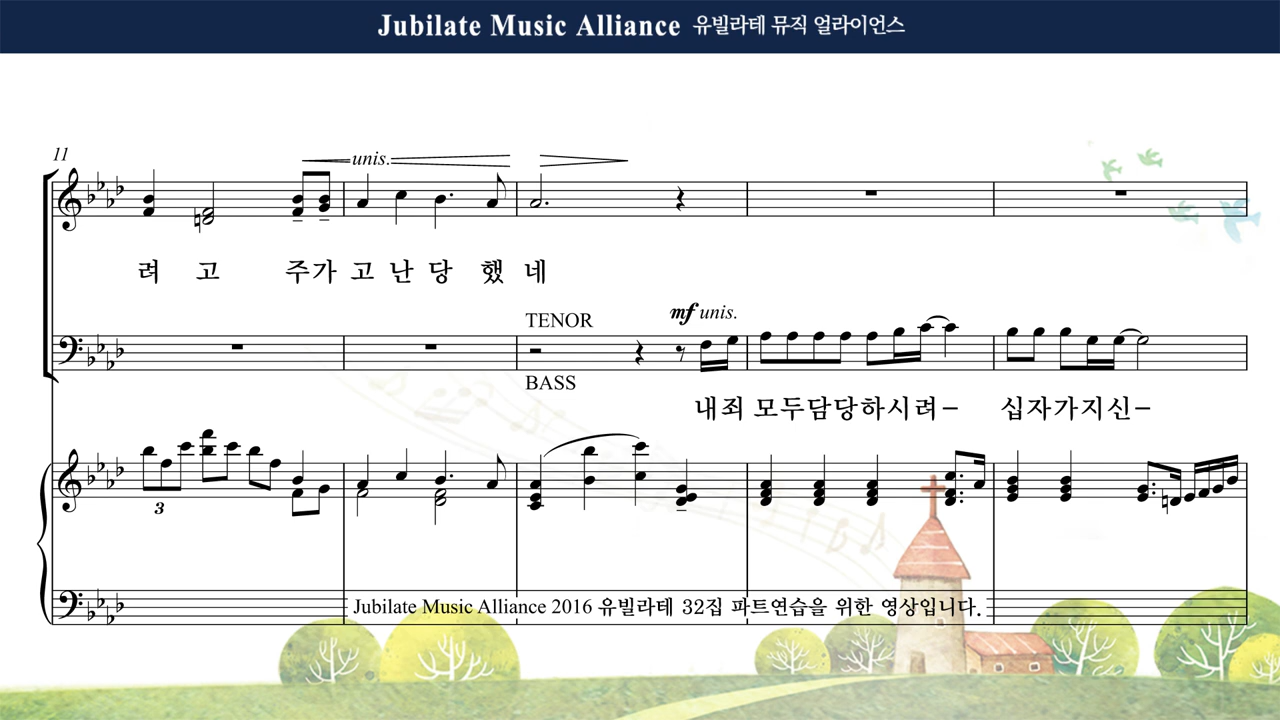 Jubilate Music Alliance 유빌라테 뮤직 얼라이언스
11
unis.
려 고 주가 고 난 당 했 네
TENOR
mf unis.
BASS
내죄 모두담당하시려– 십자가지신–
3
Jubilate Music Alliance 2016 유빌라테 32집 파트연습을 위한 영상입니다.